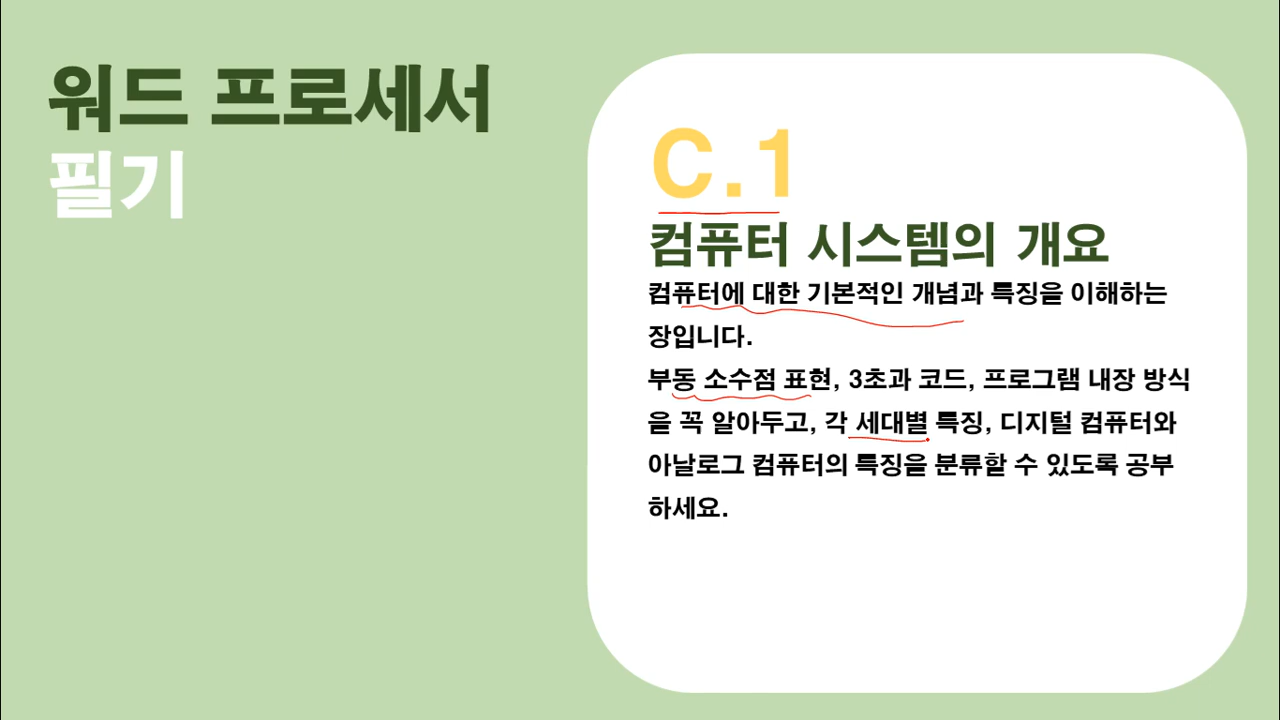 워드 프로세서
필기
C.1
컴퓨터 시스템의 개요
컴퓨터에 대한 기본적인 개념과 특징을 이해하는
장입니다.
부동 소수점 표현, 3초과 코드, 프로그램 내장 방식
을 꼭 알아두고, 각 세대별 특징, 디지털 컴퓨터와
아날로그 컴퓨터의 특징을 분류할 수 있도록 공부
하세요.